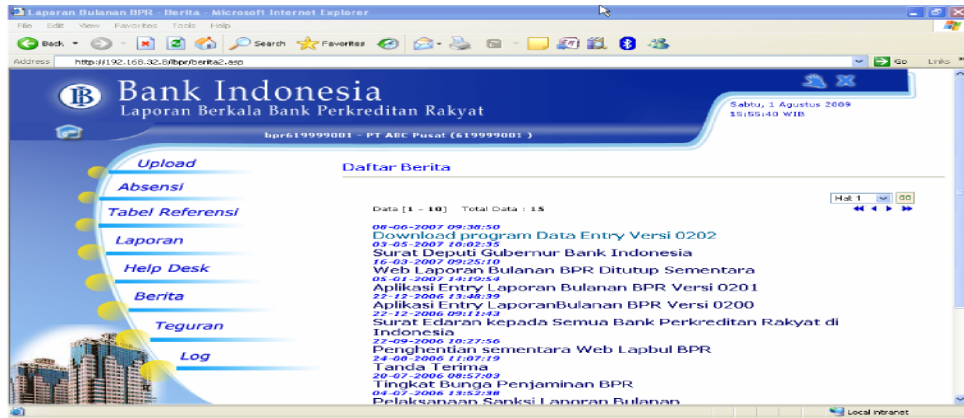 Laporan Bulanan BPR - Berita - Microsoft Internet Explorer
File Edit View Favorites Tools Help
Back Search Favorites
Address http://192.168.32.8/lbpr/berita2.asp Go Links
Bank Indonesia
Laporan Berkala Bank Perkreditan Rakyat
Sabtu, 1 Agustus 2009
15:55:40 WIB
bpr619999001 - PT ABC Pusat (619999001 )
Upload
Absensi
Tabel Referensi
Laporan
Help Desk
Berita
Teguran
Log
Daftar Berita
Hal: 1 GO
Data [1 - 10] Total Data : 15
08-06-2007 09:38:50
Download program Data Entry Versi 0202
03-05-2007 10:02:35
Surat Deputi Gubernur Bank Indonesia
16-03-2007 09:25:10
Web Laporan Bulanan BPR Ditutup Sementara
05-01-2007 14:19:54
Aplikasi Entry Laporan Bulanan BPR Versi 0201
22-12-2006 13:48:39
Aplikasi Entry LaporanBulanan BPR Versi 0200
22-12-2006 09:11:43
Surat Edaran kepada Semua Bank Perkreditan Rakyat di
Indonesia
22-09-2006 10:27:56
Penghentian sementara Web Lapbul BPR
24-08-2006 11:07:19
Tanda Terima
20-07-2006 08:57:03
Tingkat Bunga Penjaminan BPR
04-07-2006 13:52:38
Pelaksanaan Sanksi Laporan Bulanan
Local intranet